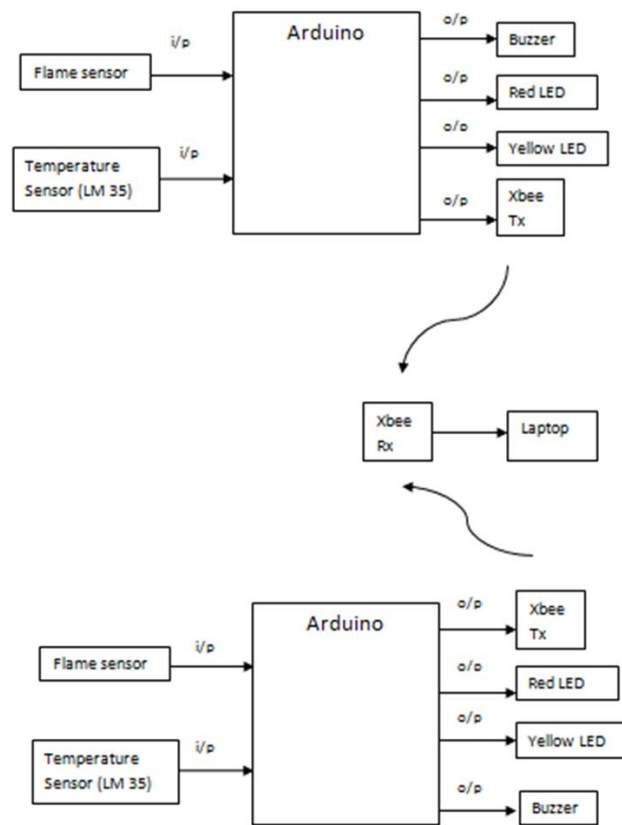 Arduino
i/p
Flame sensor
i/p
Temperature
Sensor (LM 35)
o/p
Buzzer
o/p
Red LED
o/p
Yellow LED
o/p
Xbee
Tx
Xbee
Rx
Laptop
Arduino
i/p
Flame sensor
i/p
Temperature
Sensor (LM 35)
o/p
Xbee
Tx
o/p
Red LED
o/p
Yellow LED
o/p
Buzzer